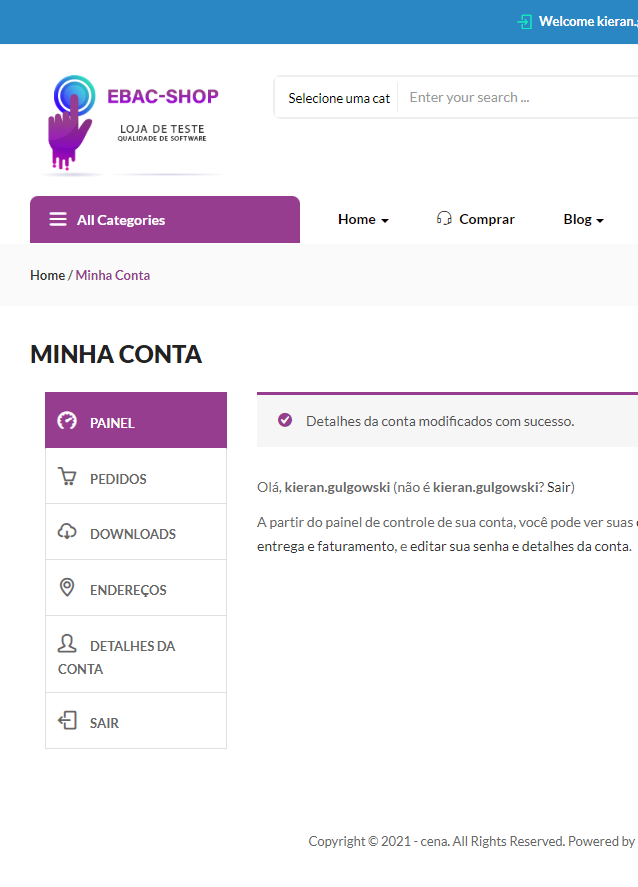 Welcome kieran.
EBAC-SHOP
LOJA DE TESTE
QUALIDADE DE SOFTWARE
Selecione uma cat
Enter your search ...
All Categories
Home
Comprar
Blog
Home / Minha Conta
MINHA CONTA
PAINEL
PEDIDOS
DOWNLOADS
ENDEREÇOS
DETALHES DA
CONTA
SAIR
Detalhes da conta modificados com sucesso.
Olá, kieran.gulgowski (não é kieran.gulgowski? Sair)
A partir do painel de controle de sua conta, você pode ver suas
entrega e faturamento, e editar sua senha e detalhes da conta.
Copyright © 2021 - cena. All Rights Reserved. Powered by